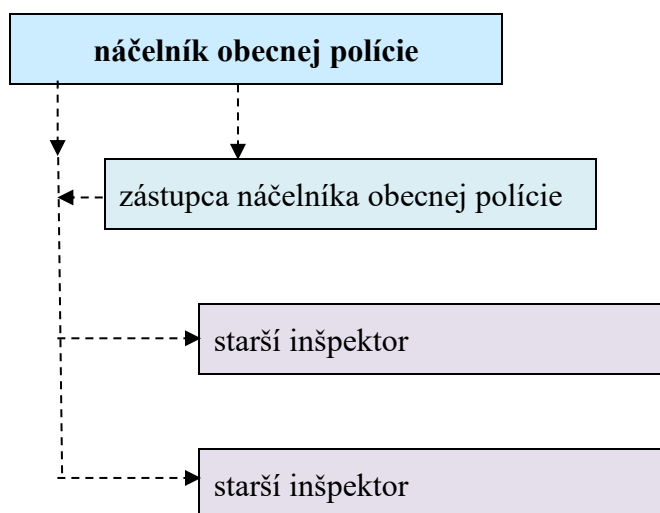 náčelník obecnej polície
zástupca náčelníka obecnej polície
starší inšpektor
starší inšpektor